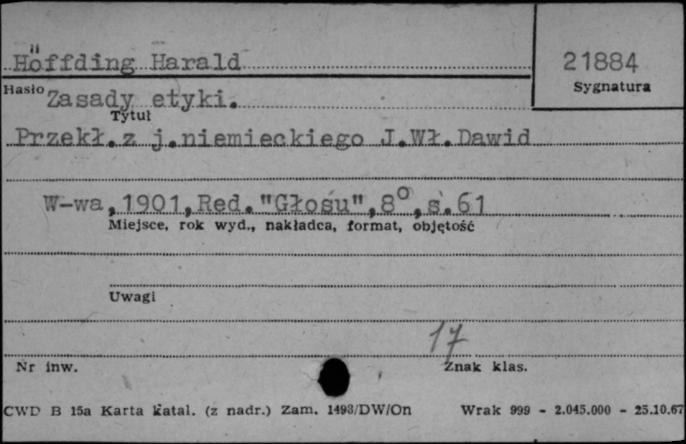 Höffding Harald
21884
Hasło
Sygnatura
Zasady etyki.
Tytuł
Przekł.z j.niemieckiego J.Wł.Dawid
W-wa,1901,Red."Głosu",8°,s.61
Miejsce, rok wyd., nakładca, format, objętość
Uwagi
17
Nr inw.
Znak klas.
CWD B 15a Karta katal. (z nadr.) Zam. 1493/DW/On
Wrak 999 - 2.045.000 - 25.10.67